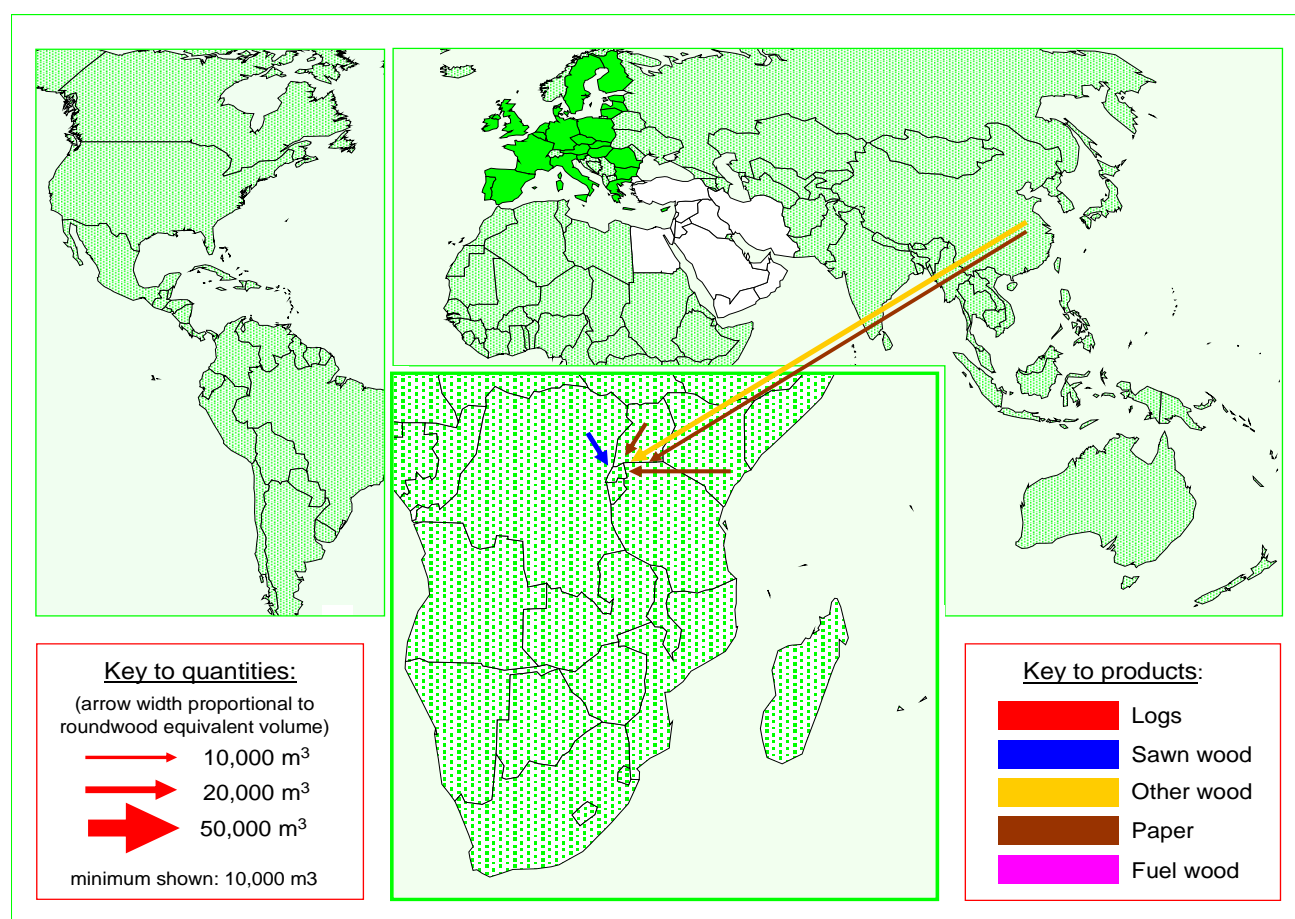 Key to quantities:
(arrow width proportional to
roundwood equivalent volume)
10,000 m³
20,000 m³
50,000 m³
minimum shown: 10,000 m3
Key to products:
Logs
Sawn wood
Other wood
Paper
Fuel wood